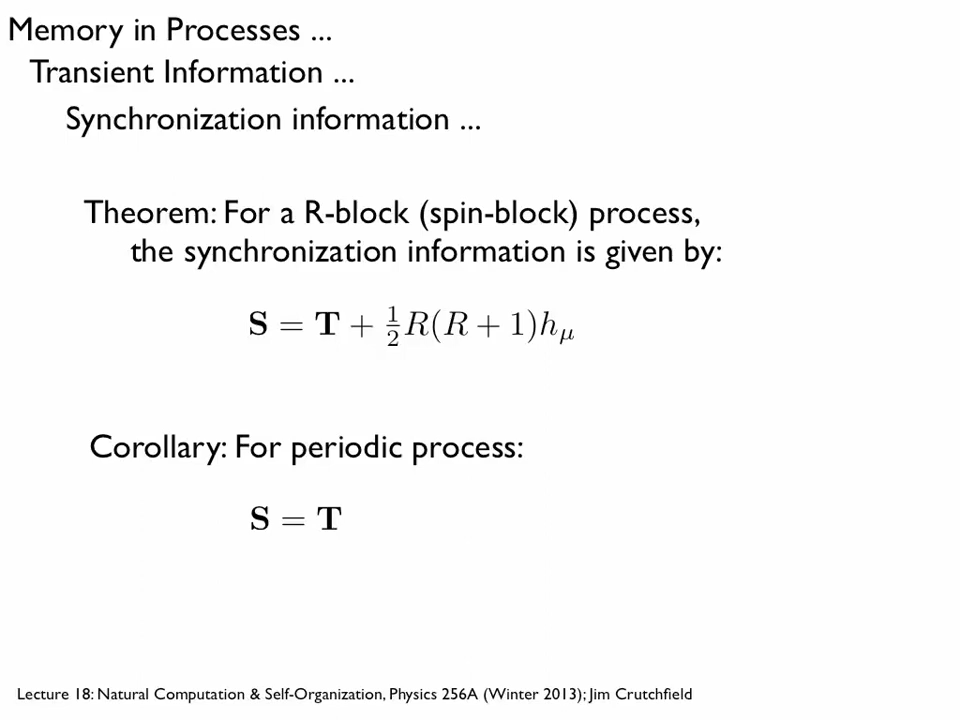 Memory in Processes ...
Transient Information ...
Synchronization information ...
Theorem: For a R-block (spin-block) process,
the synchronization information is given by:
S = T + ½R(R + 1)hμ
Corollary: For periodic process:
S = T
Lecture 18: Natural Computation & Self-Organization, Physics 256A (Winter 2013); Jim Crutchfield